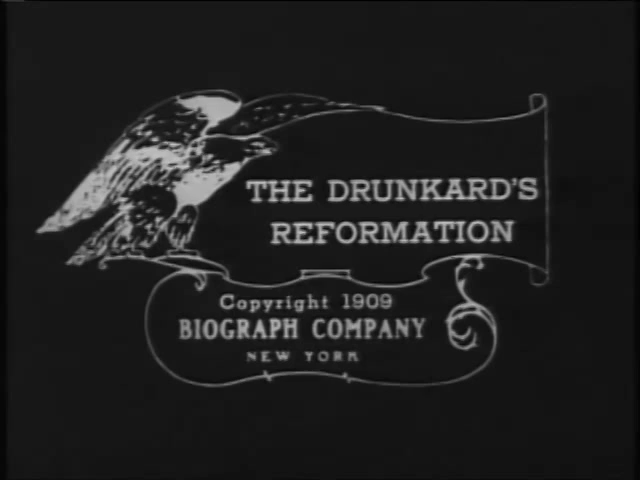 THE DRUNKARD'S
REFORMATION
Copyright 1909
BIOGRAPH COMPANY
NEW YORK